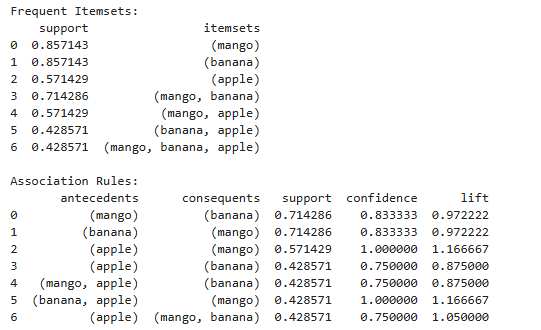 Frequent Itemsets:
support itemsets
0 0.857143 (mango)
1 0.857143 (banana)
2 0.571429 (apple)
3 0.714286 (mango, banana)
4 0.571429 (mango, apple)
5 0.428571 (banana, apple)
6 0.428571 (mango, banana, apple)
Association Rules:
antecedents consequents support confidence lift
0 (mango) (banana) 0.714286 0.833333 0.972222
1 (banana) (mango) 0.714286 0.833333 0.972222
2 (apple) (mango) 0.571429 1.000000 1.166667
3 (apple) (banana) 0.428571 0.750000 0.875000
4 (mango, apple) (banana) 0.428571 0.750000 0.875000
5 (banana, apple) (mango) 0.428571 1.000000 1.166667
6 (apple) (mango, banana) 0.428571 0.750000 1.050000